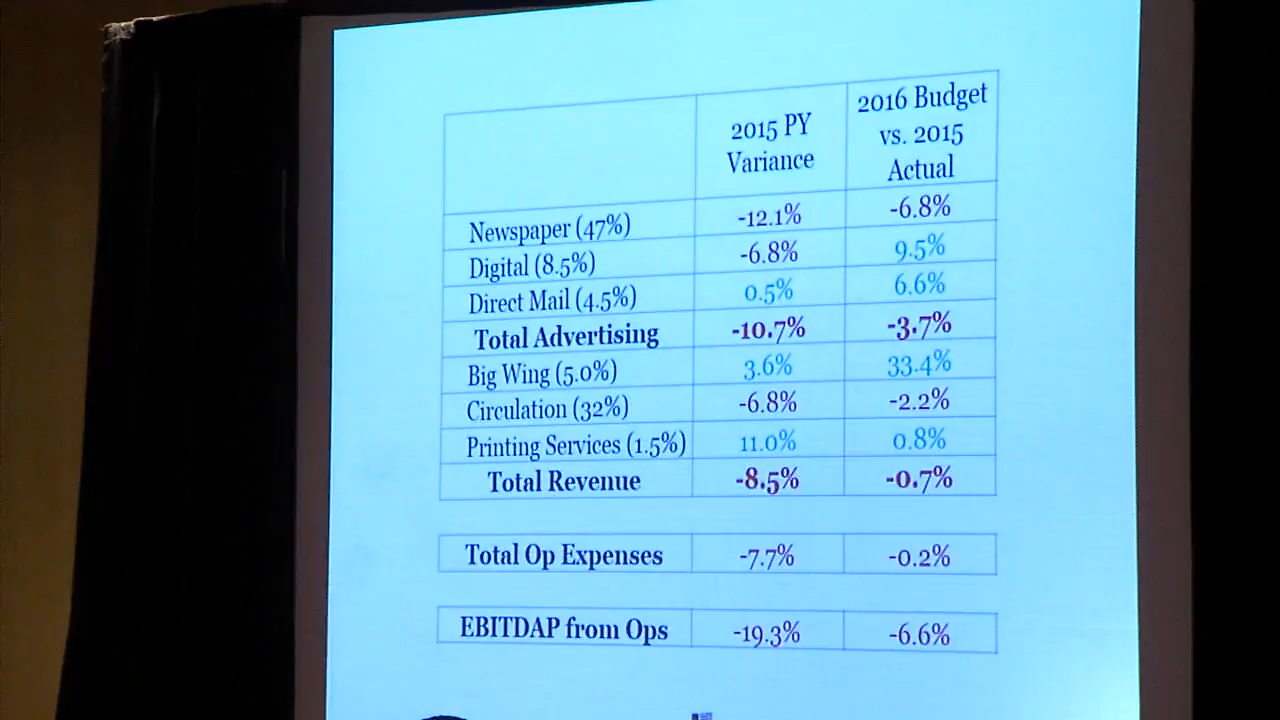 2015 PY Variance 2016 Budget vs. 2015 Actual
Newspaper (47%) -12.1% -6.8%
Digital (8.5%) -6.8% 9.5%
Direct Mail (4.5%) 0.5% 6.6%
Total Advertising -10.7% -3.7%
Big Wing (5.0%) 3.6% 33.4%
Circulation (32%) -6.8% -2.2%
Printing Services (1.5%) 11.0% 0.8%
Total Revenue -8.5% -0.7%
Total Op Expenses -7.7% -0.2%
EBITDAP from Ops -19.3% -6.6%